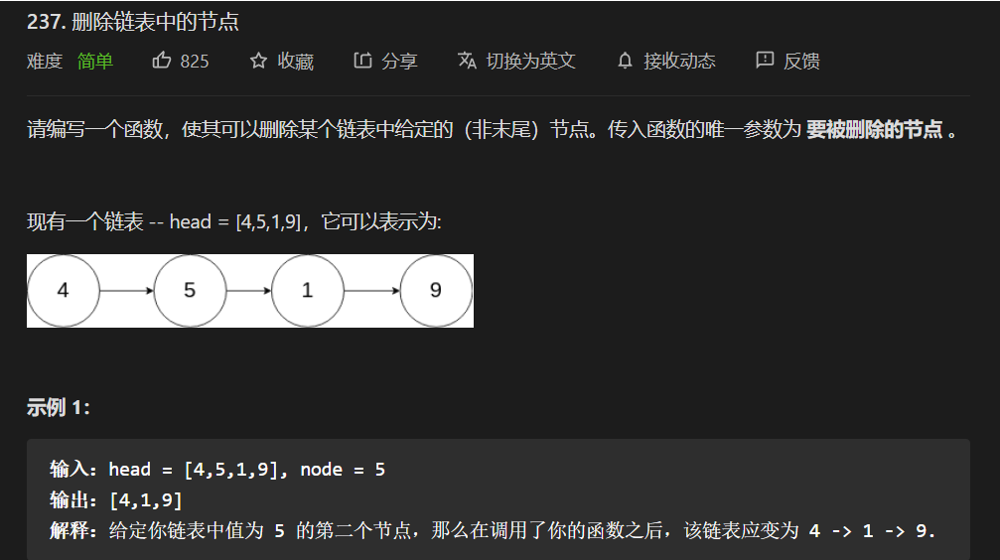 237. 删除链表中的节点
难度 简单 825 收藏 分享 切换为英文 接收动态 反馈
请编写一个函数，使其可以删除某个链表中给定的（非末尾）节点。传入函数的唯一参数为 要被删除的节点 。
现有一个链表 -- head = [4,5,1,9]，它可以表示为:
4 5 1 9
示例 1：
输入：head = [4,5,1,9], node = 5
输出：[4,1,9]
解释：给定你链表中值为 5 的第二个节点，那么在调用了你的函数之后，该链表应变为 4 -> 1 -> 9.